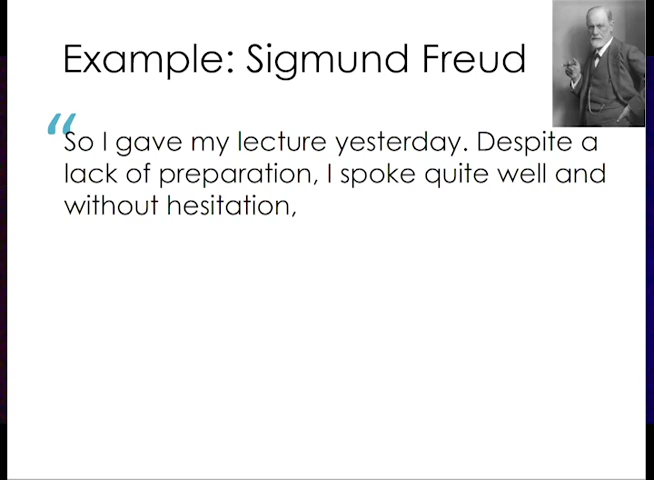 Example: Sigmund Freud
“So I gave my lecture yesterday. Despite a
lack of preparation, I spoke quite well and
without hesitation,